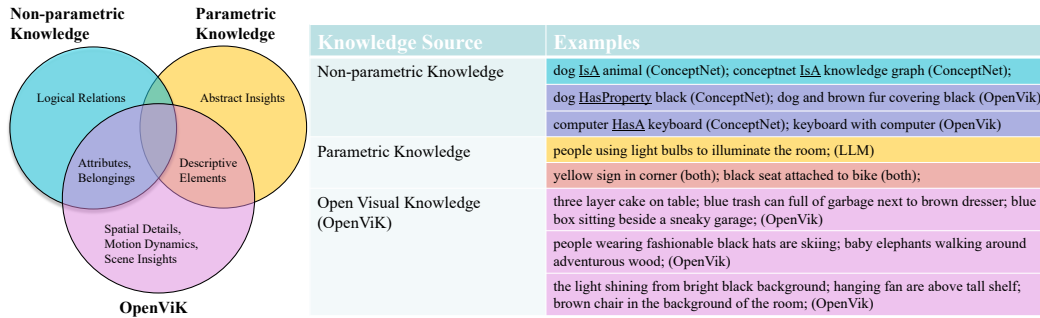 Non-parametric
Knowledge
Parametric
Knowledge
Logical Relations
Abstract Insights
Attributes,
Belongings
Descriptive
Elements
Spatial Details,
Motion Dynamics,
Scene Insights
OpenViK
Knowledge Source
Examples
Non-parametric Knowledge
dog IsA animal (ConceptNet); conceptnet IsA knowledge graph (ConceptNet);
dog HasProperty black (ConceptNet); dog and brown fur covering black (OpenVik)
computer HasA keyboard (ConceptNet); keyboard with computer (OpenVik)
Parametric Knowledge
people using light bulbs to illuminate the room; (LLM)
yellow sign in corner (both); black seat attached to bike (both);
Open Visual Knowledge
(OpenViK)
three layer cake on table; blue trash can full of garbage next to brown dresser; blue
box sitting beside a sneaky garage; (OpenVik)
people wearing fashionable black hats are skiing; baby elephants walking around
adventurous wood; (OpenVik)
the light shining from bright black background; hanging fan are above tall shelf;
brown chair in the background of the room; (OpenVik)